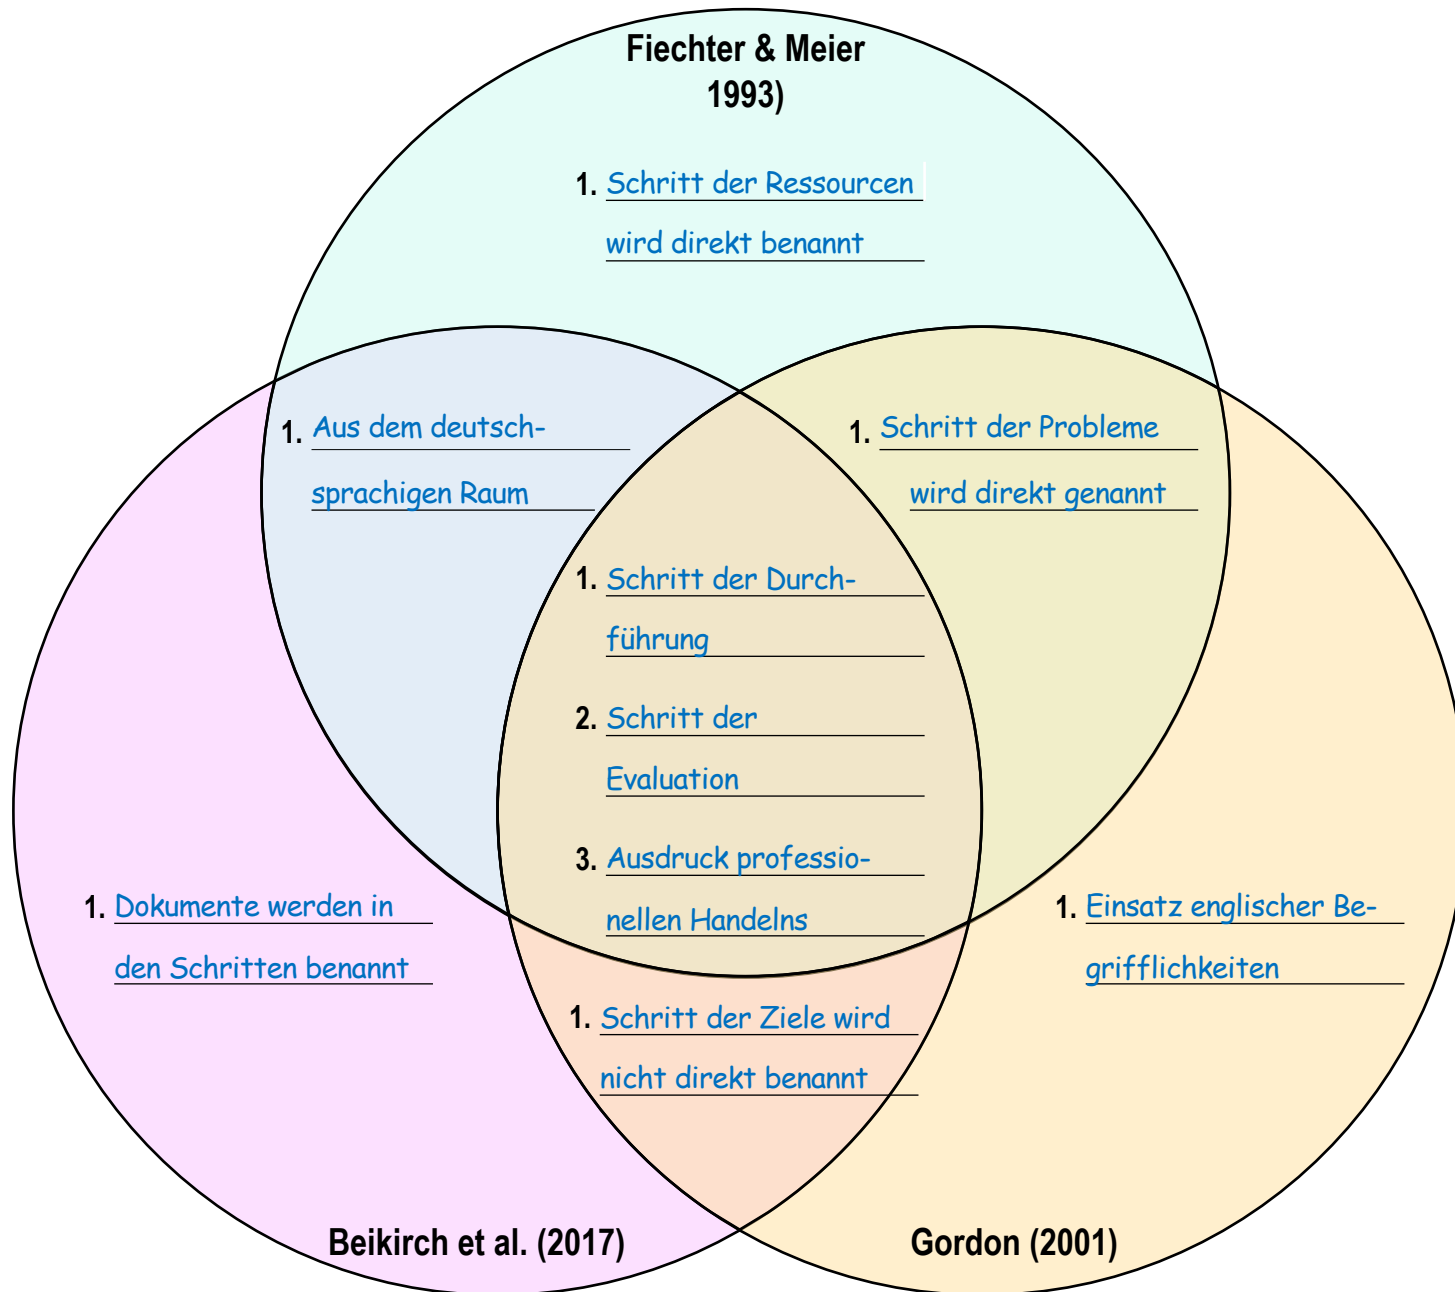 Fiechter & Meier
1993)
1. Schritt der Ressourcen
wird direkt benannt
1. Aus dem deutsch-
sprachigen Raum
1. Schritt der Probleme
wird direkt genannt
1. Schritt der Durch-
führung
2. Schritt der
Evaluation
3. Ausdruck professio-
nellen Handelns
1. Dokumente werden in
den Schritten benannt
1. Einsatz englischer Be-
grifflichkeiten
1. Schritt der Ziele wird
nicht direkt benannt
Beikirch et al. (2017)
Gordon (2001)